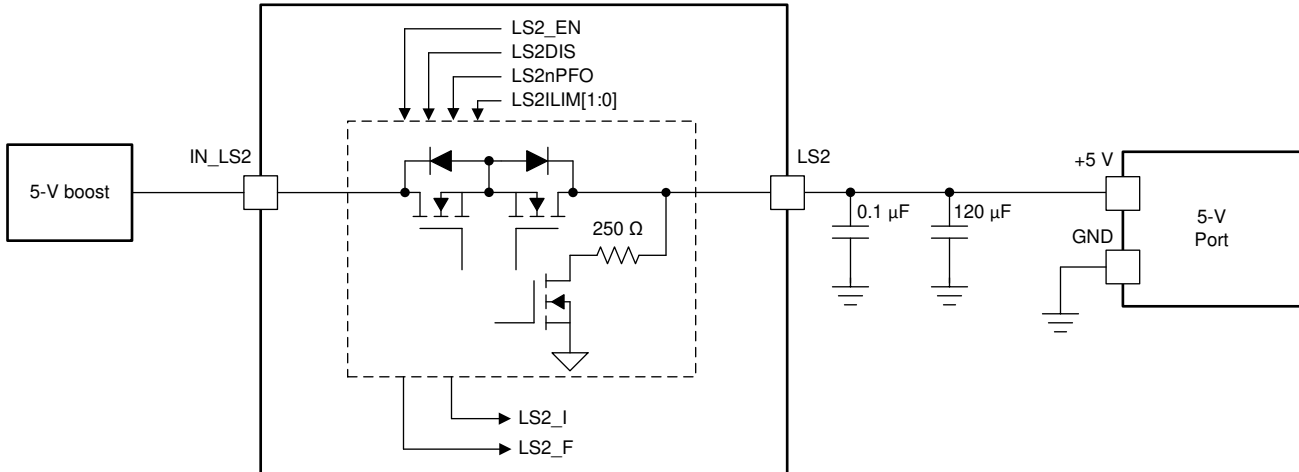 LS2_EN
LS2DIS
LS2nPFO
LS2ILIM[1:0]
IN_LS2
LS2
+5 V
5-V boost
0.1 µF
120 µF
250 Ω
GND
5-V
Port
LS2_I
LS2_F